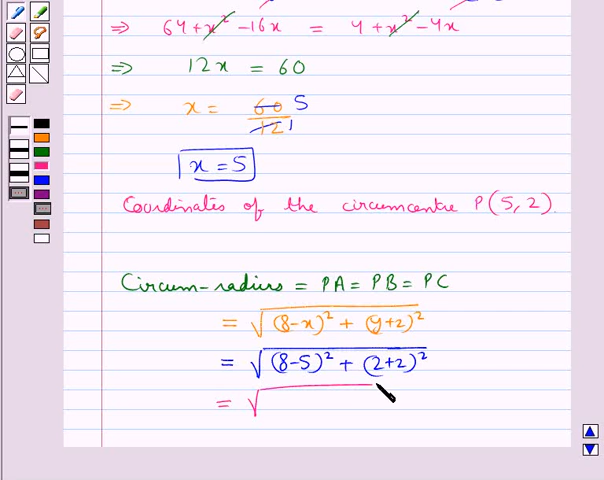 ⇒ 64 + x² - 16x = 4 + x² - 4x
⇒ 12x = 60
⇒ x = 60/12 5 1
x = 5
Coordinates of the circumcentre P(5, 2).
Circum-radius = PA = PB = PC
= √(8-x)² + (y+2)²
= √(8-5)² + (2+2)²
= √